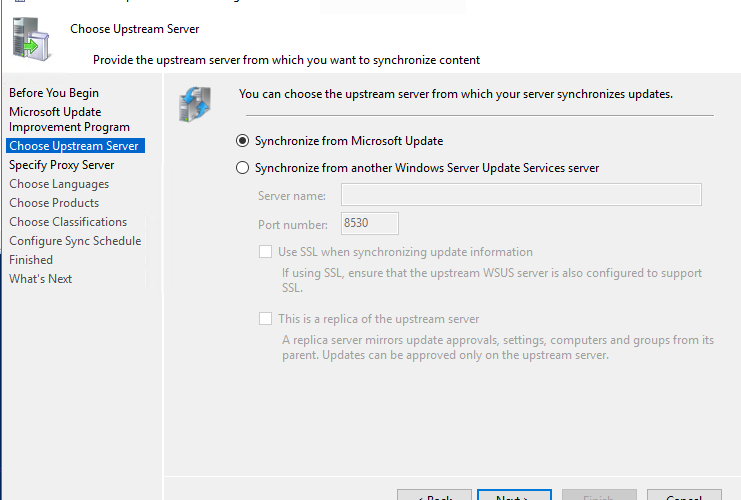 Choose Upstream Server
Provide the upstream server from which you want to synchronize content
Before You Begin
Microsoft Update
Improvement Program
Choose Upstream Server
Specify Proxy Server
Choose Languages
Choose Products
Choose Classifications
Configure Sync Schedule
Finished
What's Next
You can choose the upstream server from which your server synchronizes updates.
Synchronize from Microsoft Update
Synchronize from another Windows Server Update Services server
Server name:
Port number: 8530
Use SSL when synchronizing update information
If using SSL, ensure that the upstream WSUS server is also configured to support
SSL.
This is a replica of the upstream server
A replica server mirrors update approvals, settings, computers and groups from its
parent. Updates can be approved only on the upstream server.
< Back Next > Finish Cancel